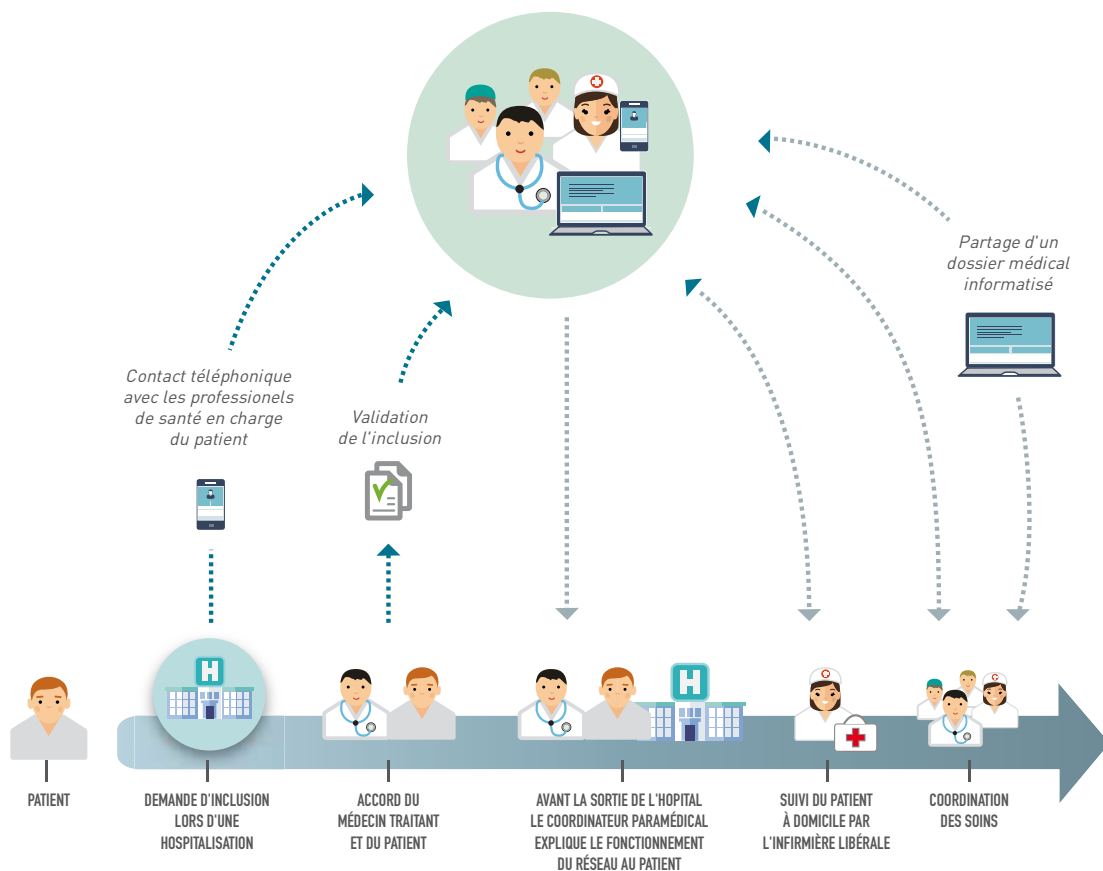 Partage d'un
dossier médical
informatisé
Contact téléphonique
avec les professionels
de santé en charge
du patient
Validation
de l'inclusion
H
H
PATIENT
DEMANDE D'INCLUSION
LORS D'UNE
HOSPITALISATION
ACCORD DU
MÉDECIN TRAITANT
ET DU PATIENT
AVANT LA SORTIE DE L'HOPITAL
LE COORDINATEUR PARAMÉDICAL
EXPLIQUE LE FONCTIONNEMENT
DU RÉSEAU AU PATIENT
SUIVI DU PATIENT
À DOMICILE PAR
L'INFIRMIÈRE LIBÉRALE
COORDINATION
DES SOINS